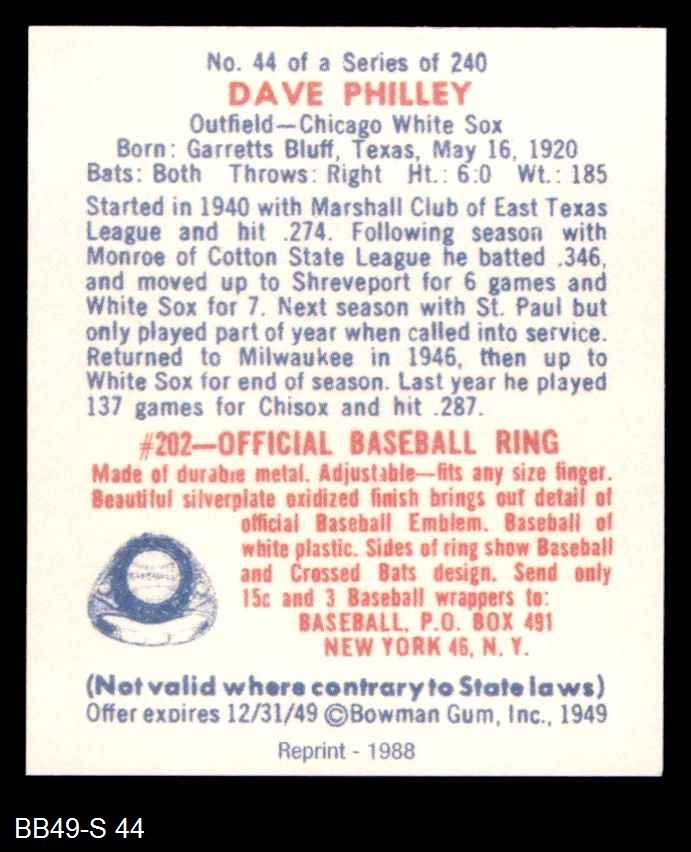 No. 44 of a Series of 240
DAVE PHILLEY
Outfield—Chicago White Sox
Born: Garretts Bluff, Texas, May 16, 1920
Bats: Both Throws: Right Ht.: 6:0 Wt.: 185
Started in 1940 with Marshall Club of East Texas
League and hit .274. Following season with
Monroe of Cotton State League he batted .346,
and moved up to Shreveport for 6 games and
White Sox for 7. Next season with St. Paul but
only played part of year when called into service.
Returned to Milwaukee in 1946, then up to
White Sox for end of season. Last year he played
137 games for Chisox and hit .287.
#202—OFFICIAL BASEBALL RING
Made of durable metal. Adjustable—fits any size finger.
Beautiful silverplate oxidized finish brings out detail of
official Baseball Emblem. Baseball of
white plastic. Sides of ring show Baseball
and Crossed Bats design. Send only
15c and 3 Baseball wrappers to:
BASEBALL, P.O. BOX 491
NEW YORK 46, N. Y.
(Not valid where contrary to State laws)
Offer expires 12/31/49 ©Bowman Gum, Inc., 1949
Reprint - 1988
BB49-S 44